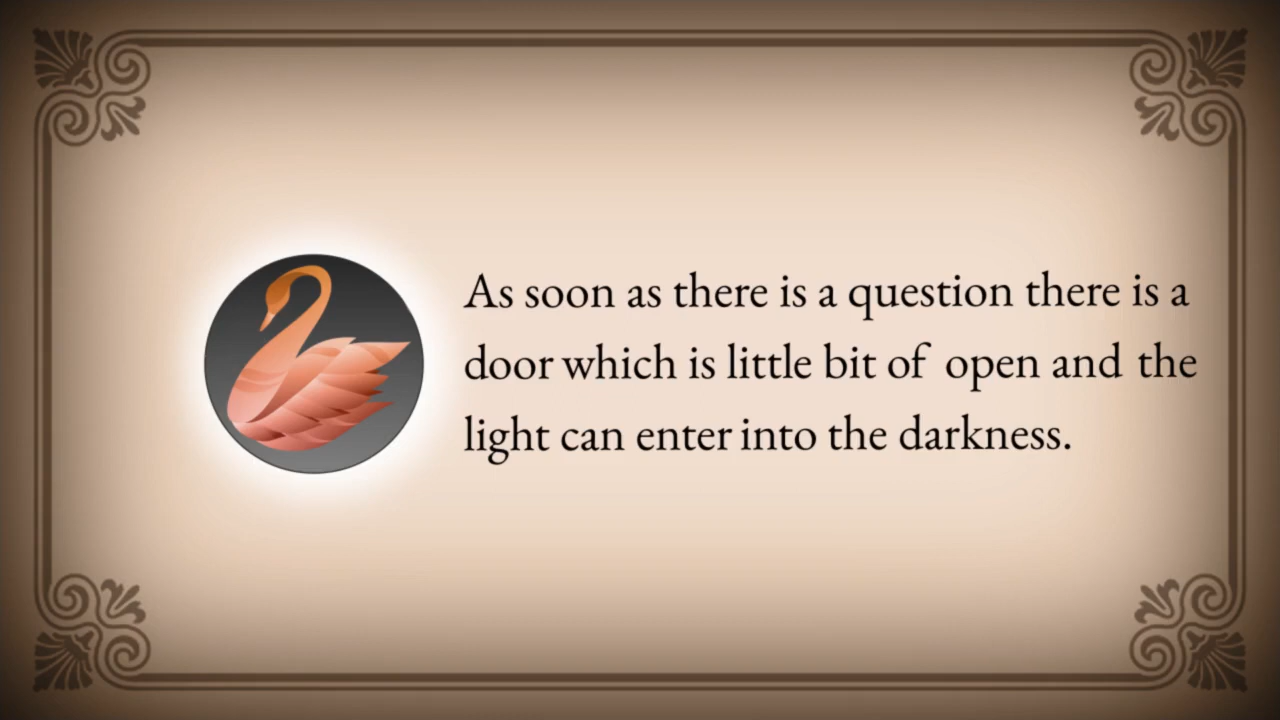 As soon as there is a question there is a
door which is little bit of open and the
light can enter into the darkness.